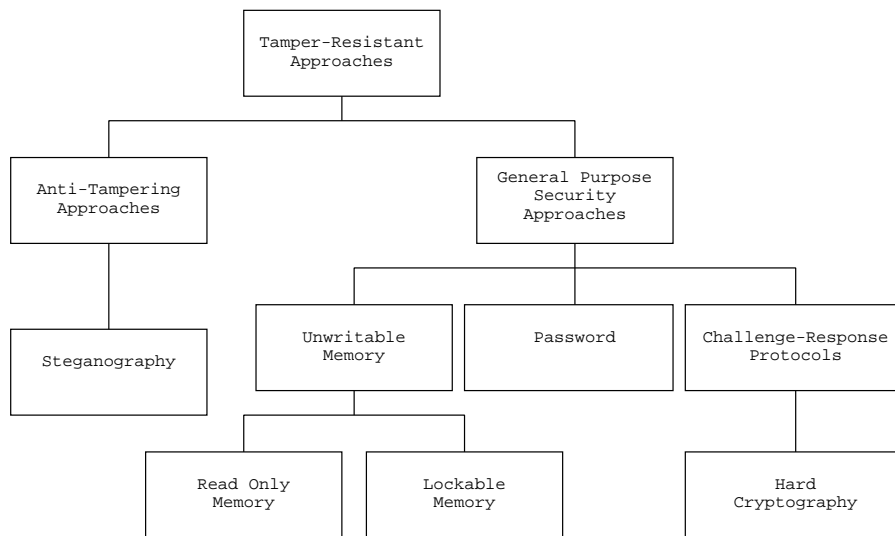 Tamper-Resistant
Approaches
Anti-Tampering
Approaches
General Purpose
Security
Approaches
Steganography
Unwritable
Memory
Password
Challenge-Response
Protocols
Read Only
Memory
Lockable
Memory
Hard
Cryptography